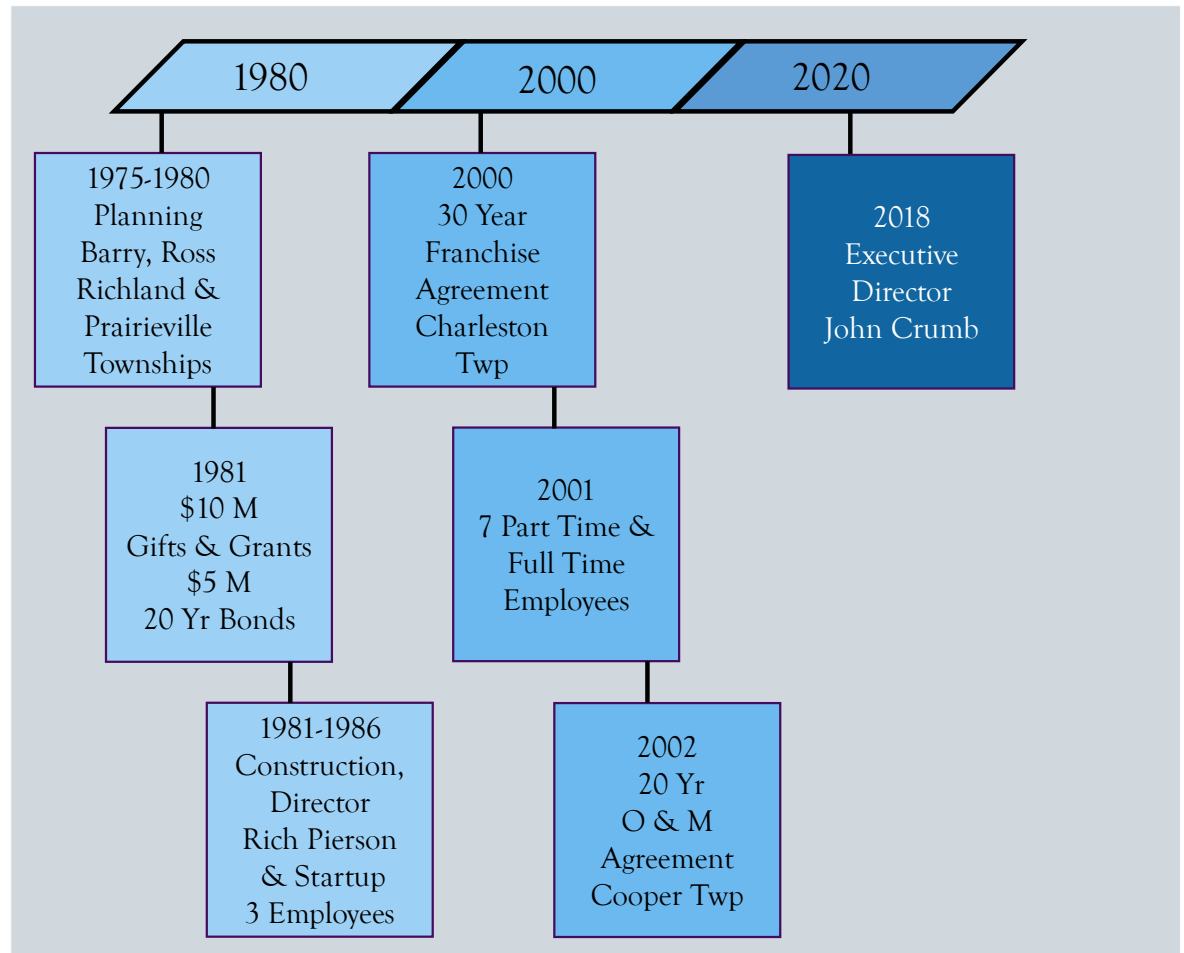 1980
2000
2020
1975-1980
Planning
Barry, Ross
Richland &
Prairieville
Townships
1981
$10 M
Gifts & Grants
$5 M
20 Yr Bonds
1981-1986
Construction,
Director
Rich Pierson
& Startup
3 Employees
2000
30 Year
Franchise
Agreement
Charleston
Twp
2001
7 Part Time &
Full Time
Employees
2002
20 Yr
O & M
Agreement
Cooper Twp
2018
Executive
Director
John Crumb